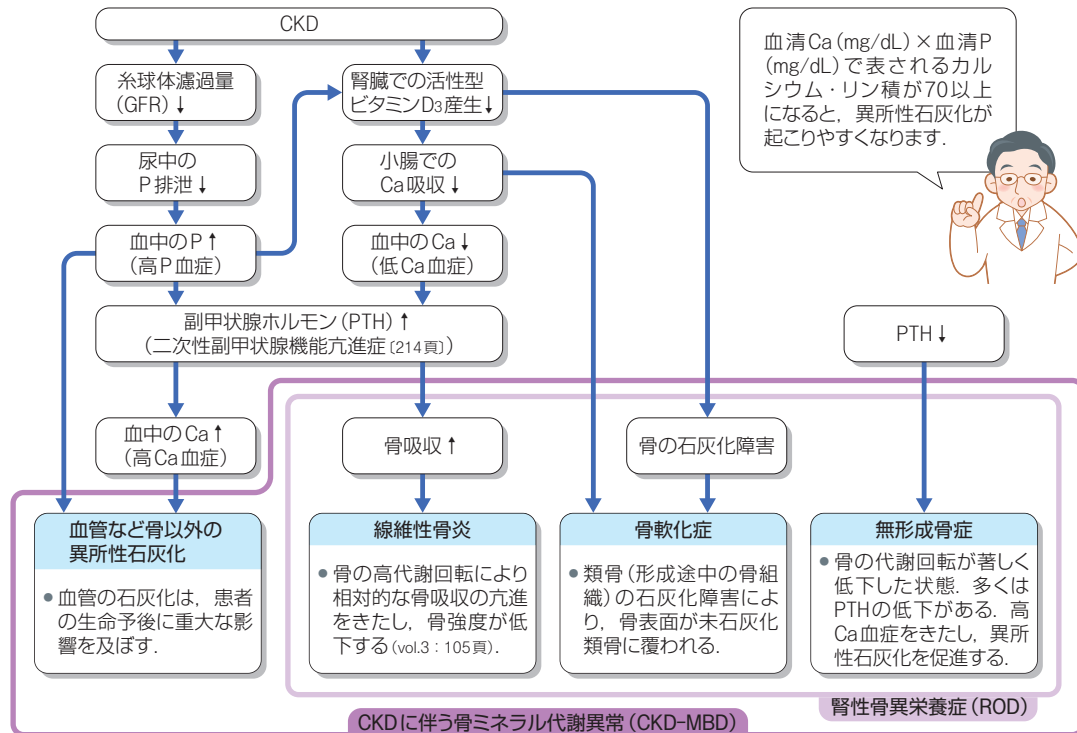 CKD
糸球体濾過量
(GFR)↓
腎臓での活性型
ビタミンD3産生↓
血清Ca(mg/dL)×血清P
(mg/dL)で表されるカル
シウム・リン積が70以上
になると，異所性石灰化が
起こりやすくなります．
尿中の
P排泄↓
小腸での
Ca吸収↓
血中のP↑
(高P血症)
血中のCa↓
(低Ca血症)
副甲状腺ホルモン(PTH)↑
(二次性副甲状腺機能亢進症〔214頁〕)
PTH↓
血中のCa↑
(高Ca血症)
骨吸収↑
骨の石灰化障害
血管など骨以外の
異所性石灰化
●血管の石灰化は，患者
の生命予後に重大な影
響を及ぼす．
線維性骨炎
●骨の高代謝回転により
相対的な骨吸収の亢進
をきたし，骨強度が低
下する(vol.3：105頁)．
骨軟化症
●類骨(形成途中の骨組
織)の石灰化障害によ
り，骨表面が未石灰化
類骨に覆われる．
無形成骨症
●骨の代謝回転が著しく
低下した状態．多くは
PTHの低下がある．高
Ca血症をきたし，異所
性石灰化を促進する．
腎性骨異栄養症(ROD)
CKDに伴う骨ミネラル代謝異常(CKD-MBD)